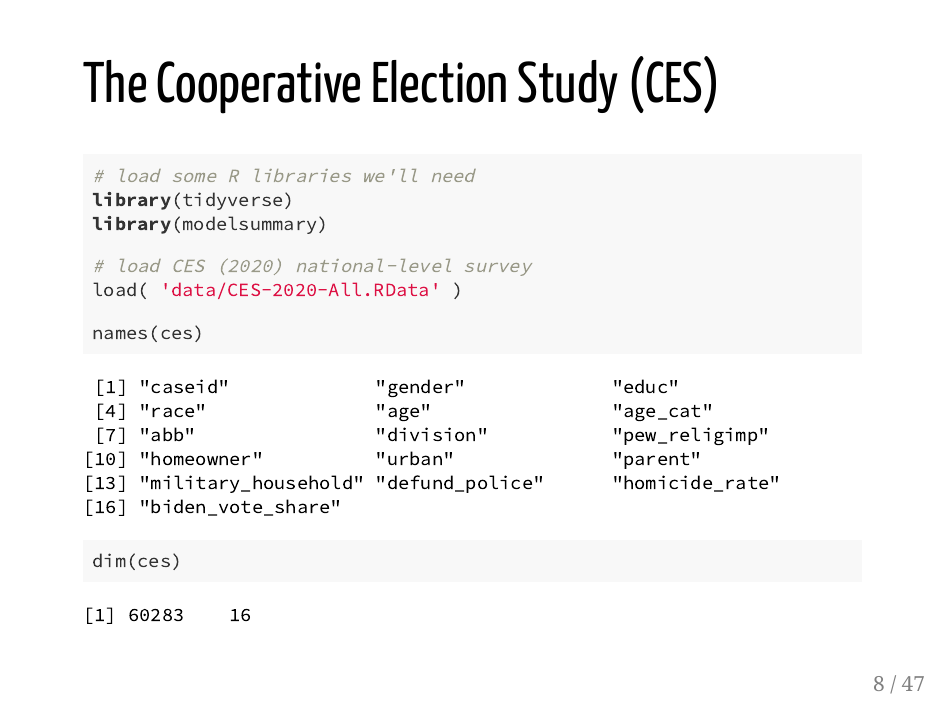 The Cooperative Election Study (CES)
# load some R libraries we'll need
library(tidyverse)
library(modelsummary)
# load CES (2020) national-level survey
load( 'data/CES-2020-All.RData' )
names(ces)
[1] "caseid" "gender" "educ"
[4] "race" "age" "age_cat"
[7] "abb" "division" "pew_religimp"
[10] "homeowner" "urban" "parent"
[13] "military_household" "defund_police" "homicide_rate"
[16] "biden_vote_share"
dim(ces)
[1] 60283 16
8 / 47